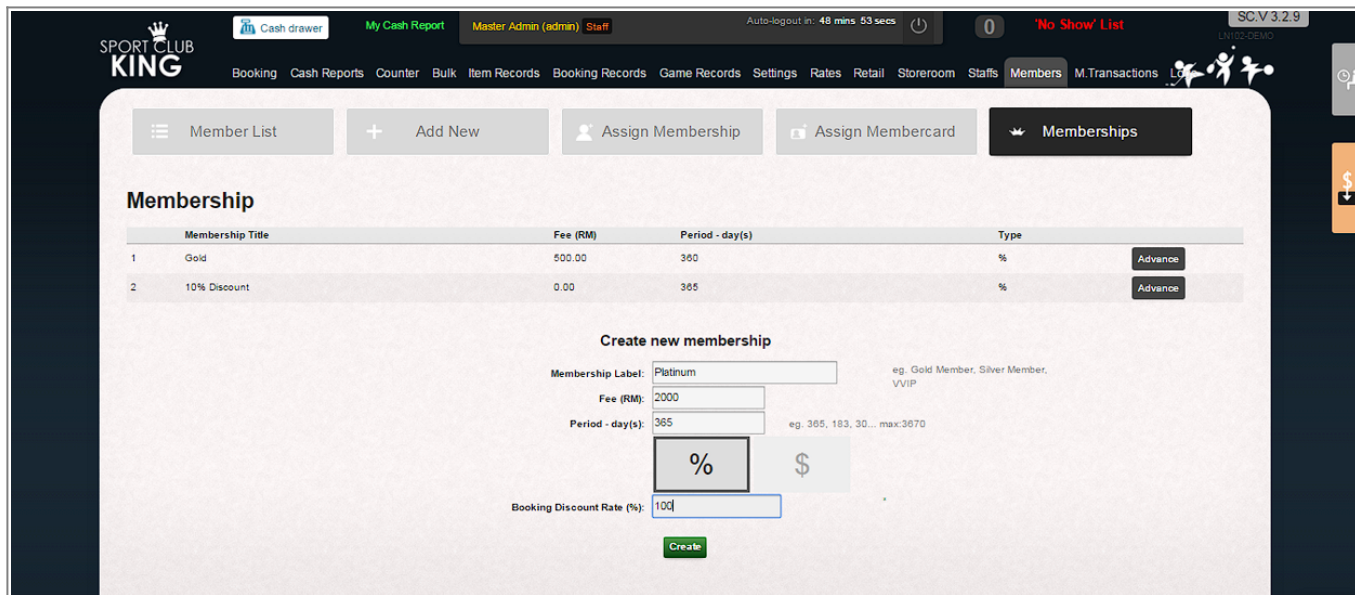 SPORT CLUB
KING
Cash drawer
My Cash Report
Master Admin (admin) Staff
Auto-logout in: 48 mins 53 secs
0
'No Show' List
SC.V 3.2.9
LN102-DEMO
Booking Cash Reports Counter Bulk Item Records Booking Records Game Records Settings Rates Retail Storeroom Staffs Members M.Transactions
Member List
Add New
Assign Membership
Assign Membercard
Memberships
Membership
Membership Title Fee (RM) Period - day(s) Type
1 Gold 500.00 360 % Advance
2 10% Discount 0.00 365 % Advance
Create new membership
Membership Label: Platinum eg. Gold Member, Silver Member,
VVIP
Fee (RM): 2000
Period - day(s): 365 eg. 365, 183, 30... max:3670
% $
Booking Discount Rate (%): 100 *
Create